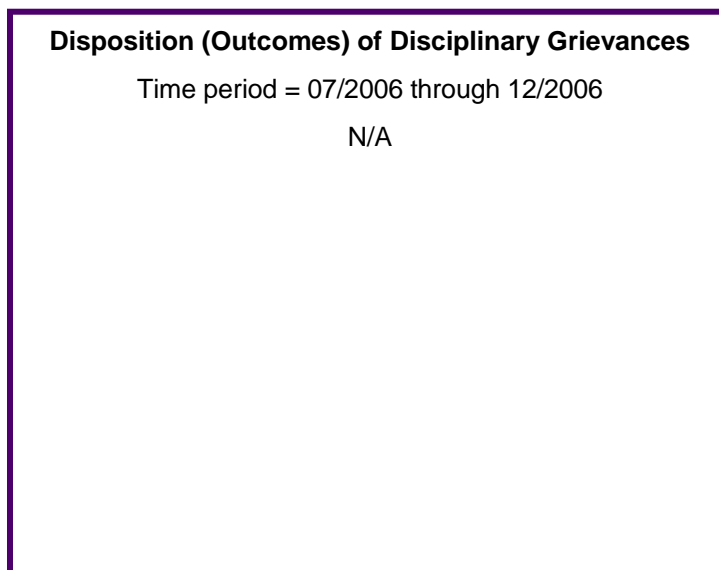 Disposition (Outcomes) of Disciplinary Grievances
Time period = 07/2006 through 12/2006
N/A